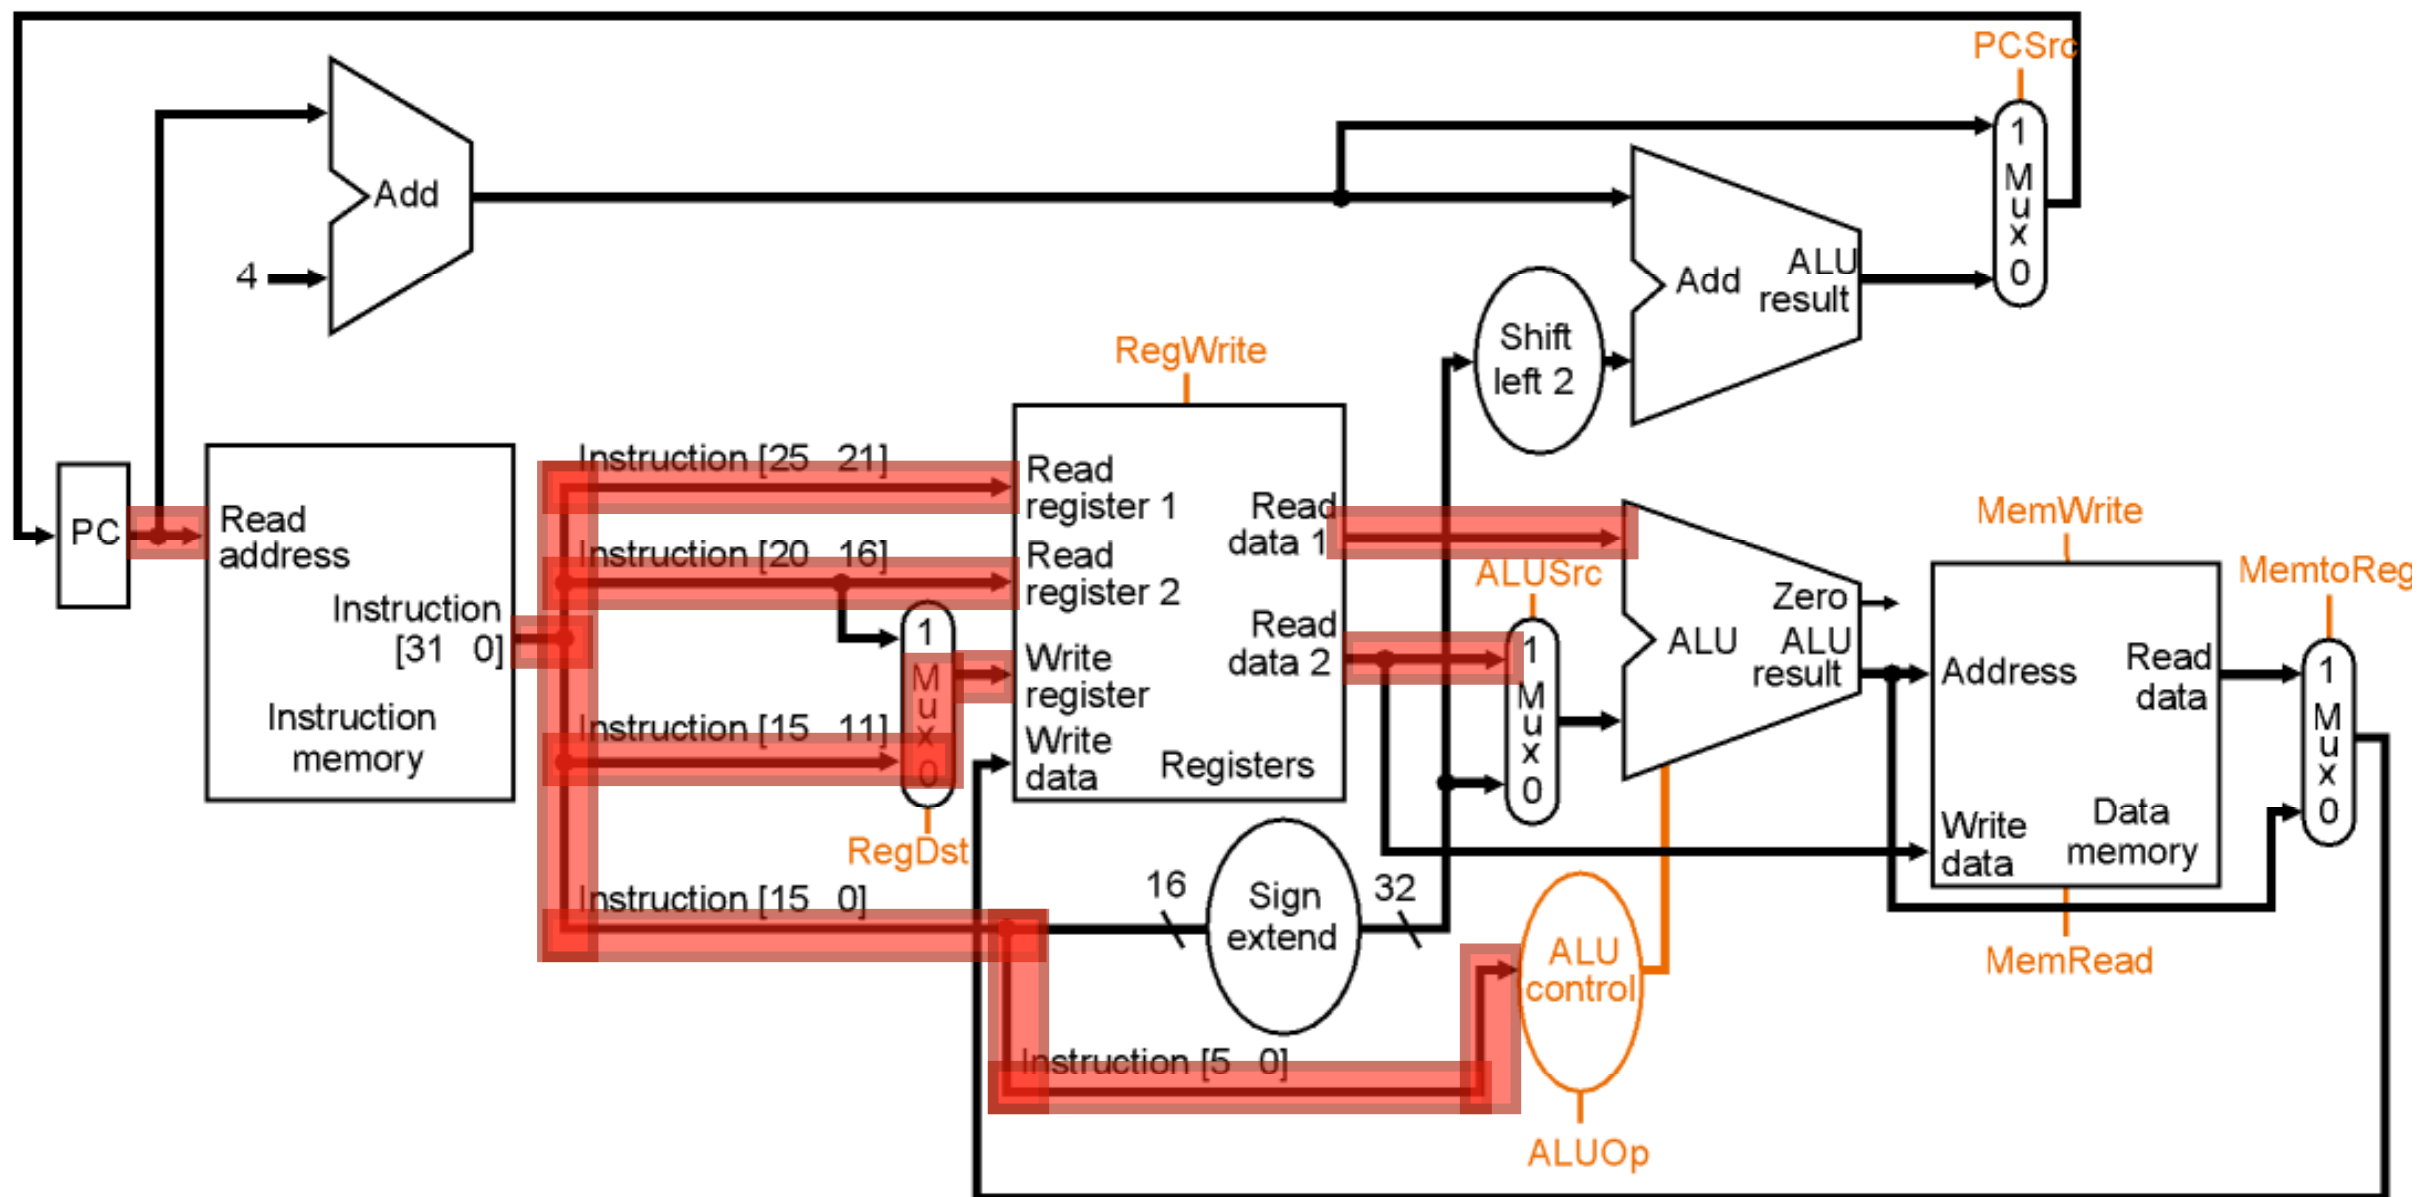 PCSrc
1
M
u
x
0
Add
4
Add
ALU
result
Shift
left 2
RegWrite
PC
Read
address
Instruction
[31 0]
Instruction
memory
Instruction [25 21]
Instruction [20 16]
Instruction [15 11]
Instruction [15 0]
1
M
u
x
0
RegDst
Read
register 1
Read
register 2
Write
register
Write
data
Read
data 1
Read
data 2
Registers
16
Sign
extend
32
Instruction [5 0]
ALUSrc
1
M
u
x
0
Zero
ALU
ALU
result
ALU
control
ALUOp
MemWrite
Address
Read
data
Write
data
Data
memory
MemRead
MemtoReg
1
M
u
x
0